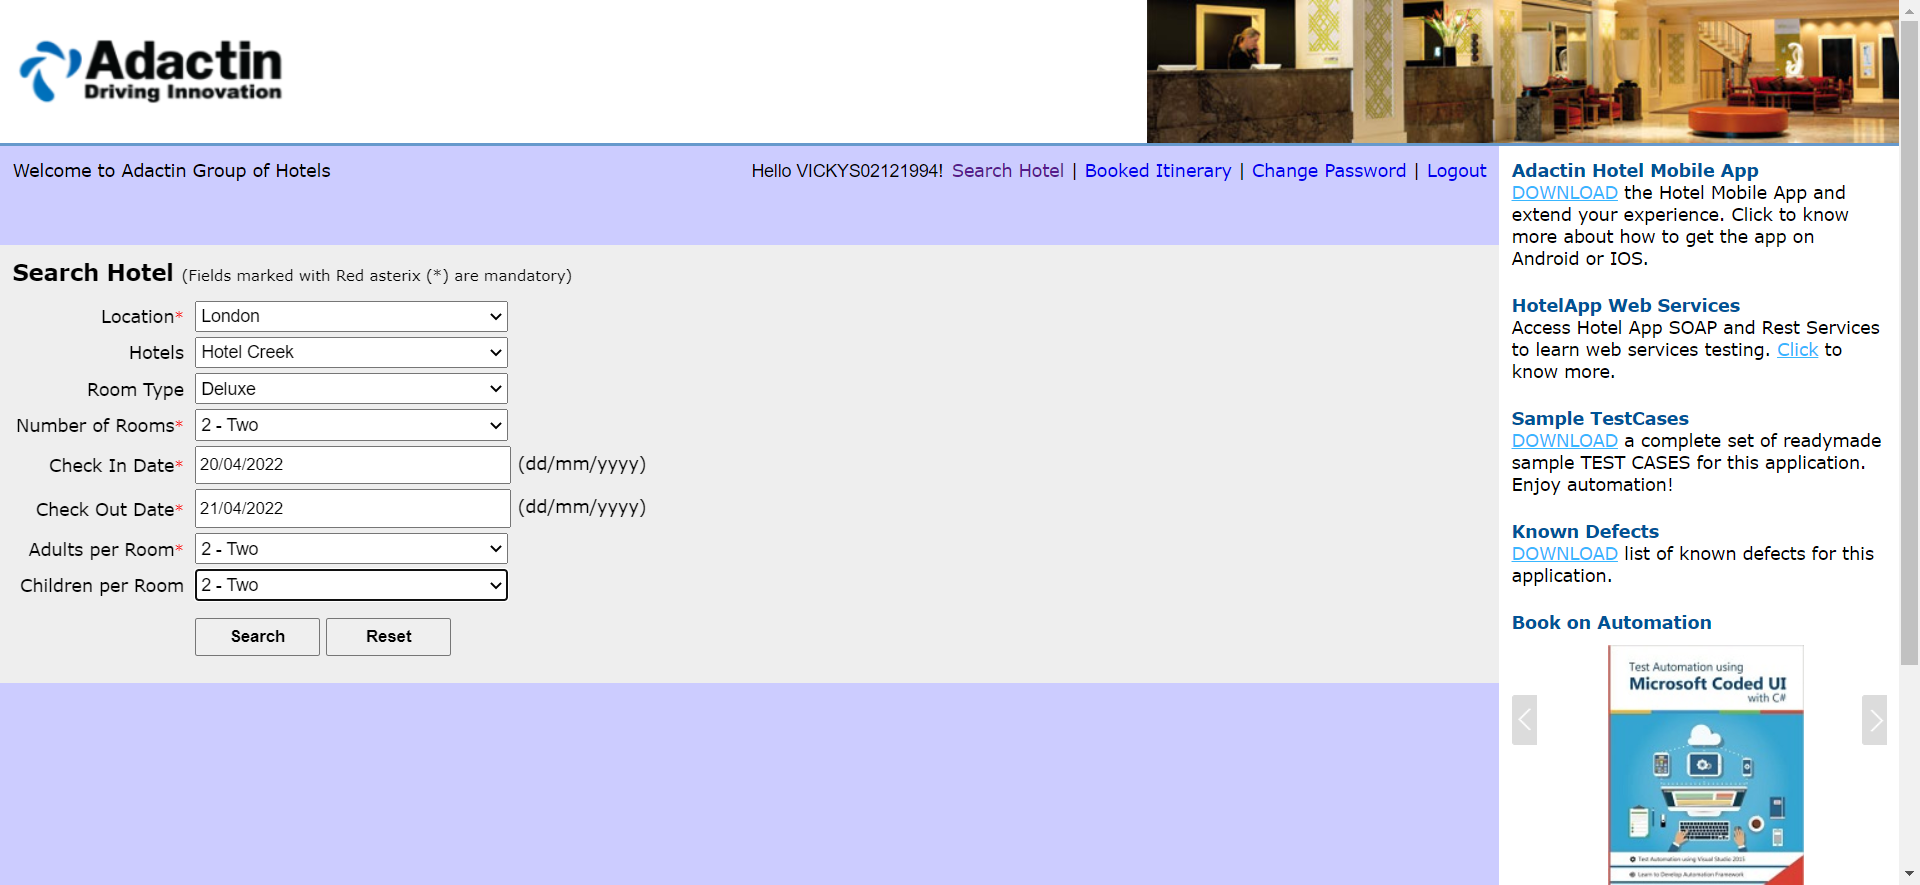 Adactin
Driving Innovation
Welcome to Adactin Group of Hotels
Hello VICKYS02121994! Search Hotel | Booked Itinerary | Change Password | Logout
Search Hotel (Fields marked with Red asterix (*) are mandatory)
Location* London
Hotels Hotel Creek
Room Type Deluxe
Number of Rooms* 2 - Two
Check In Date* 20/04/2022 (dd/mm/yyyy)
Check Out Date* 21/04/2022 (dd/mm/yyyy)
Adults per Room* 2 - Two
Children per Room 2 - Two
Search Reset
Adactin Hotel Mobile App
DOWNLOAD the Hotel Mobile App and
extend your experience. Click to know
more about how to get the app on
Android or IOS.
HotelApp Web Services
Access Hotel App SOAP and Rest Services
to learn web services testing. Click to
know more.
Sample TestCases
DOWNLOAD a complete set of readymade
sample TEST CASES for this application.
Enjoy automation!
Known Defects
DOWNLOAD list of known defects for this
application.
Book on Automation
Test Automation using
Microsoft Coded UI
with C#
Test Automation using Visual Studio 2015
Learn to Develop Automation Framework